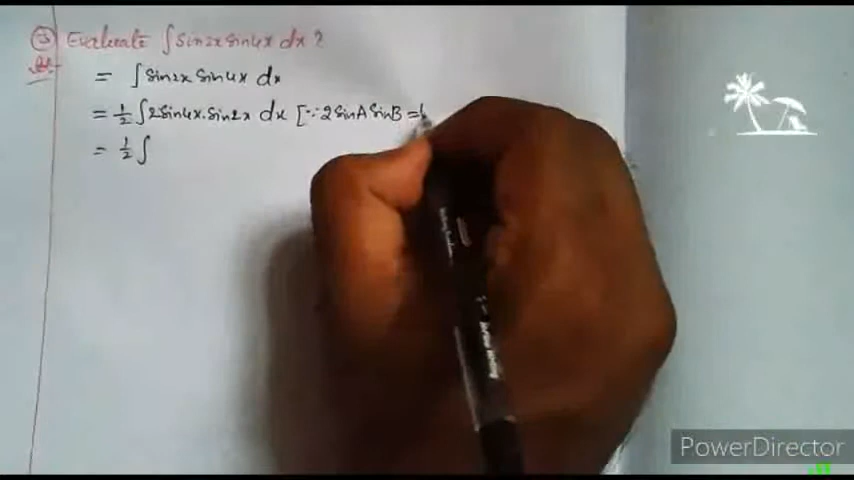 ③ Evaluate ∫sin2x sin4x dx ?
= ∫sin2x sin4x dx
= 1/2 ∫2sin4x.sin2x dx [∵ 2sinA sinB =
= 1/2 ∫
PowerDirector